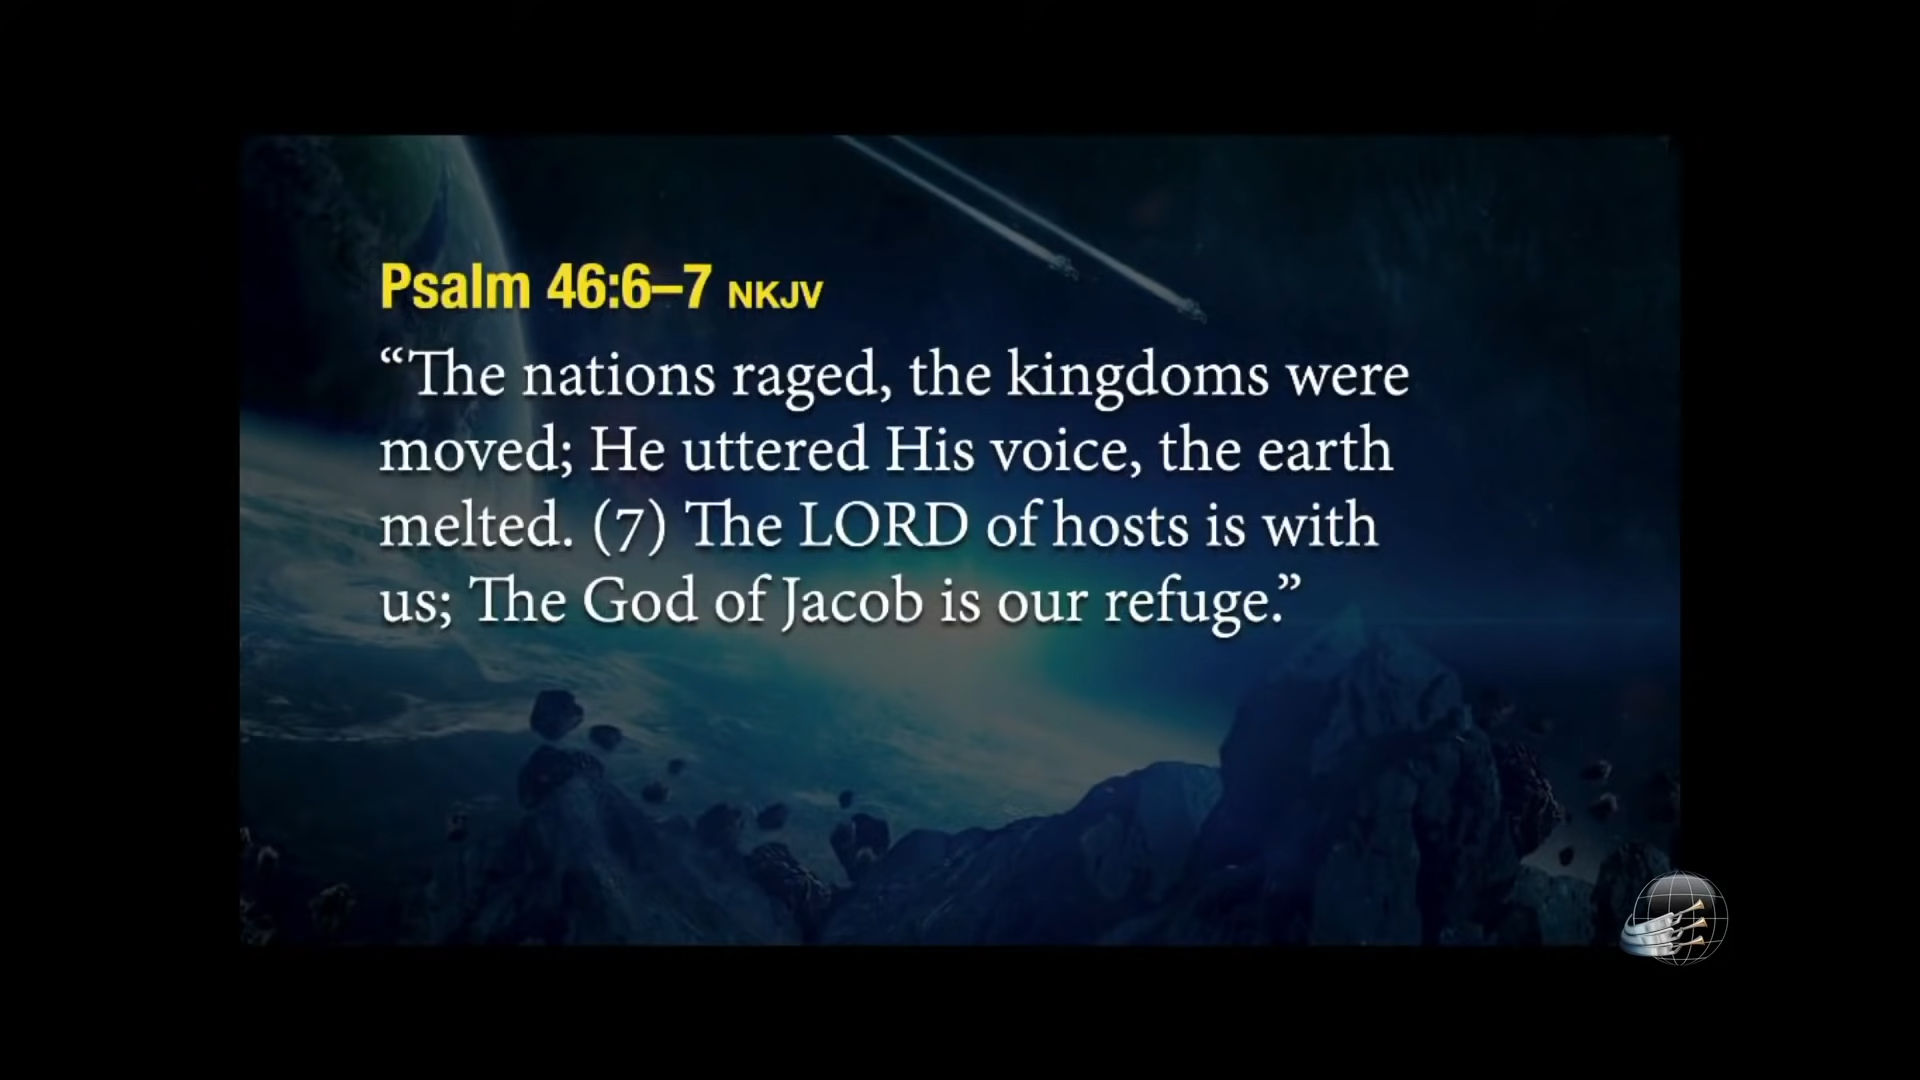 Psalm 46:6–7 NKJV
“The nations raged, the kingdoms were
moved; He uttered His voice, the earth
melted. (7) The LORD of hosts is with
us; The God of Jacob is our refuge.”